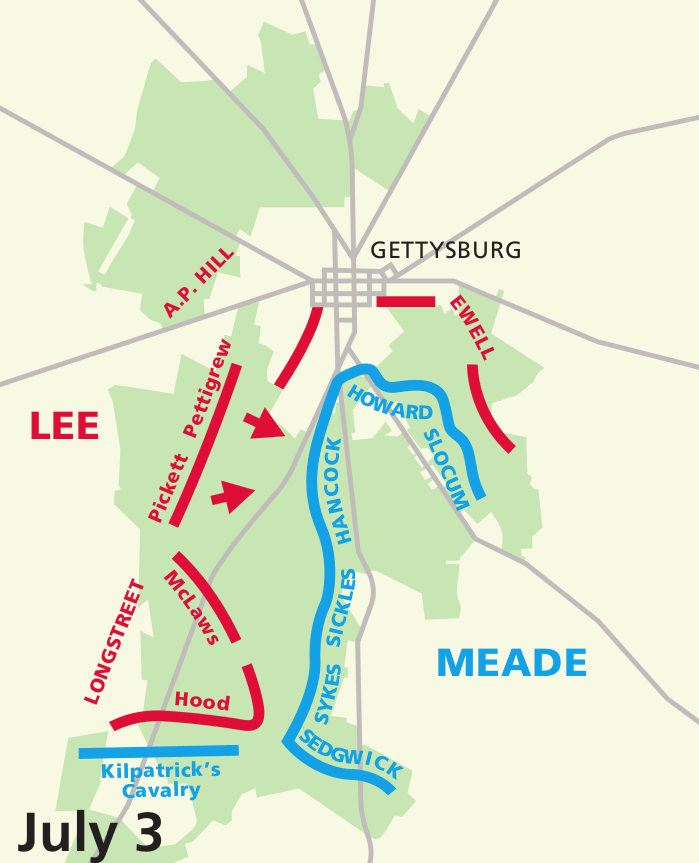 GETTYSBURG
A.P. HILL
EWELL
Pettigrew
LEE
HOWARD
Pickett
HANCOCK
SLOCUM
McLaws
SICKLES
LONGSTREET
MEADE
SYKES
Hood
SEDGWICK
Kilpatrick’s
Cavalry
July 3